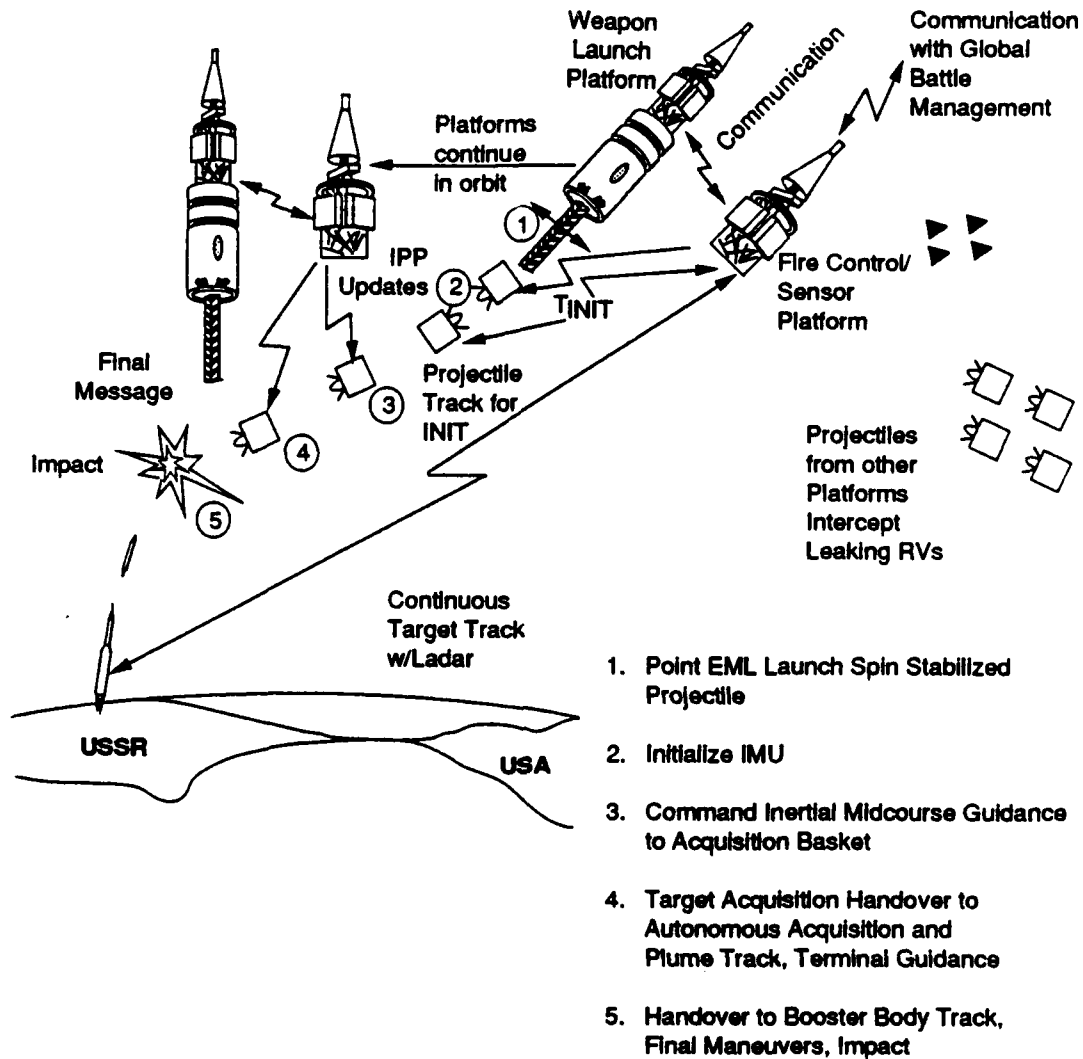 Weapon
Launch
Platform
Communication
with Global
Battle
Management
Communication
Platforms
continue
in orbit
1
IPP
Updates
2
TINIT
Fire Control/
Sensor
Platform
Final
Message
3
Projectile
Track for
INIT
4
Impact
5
Projectiles
from other
Platforms
Intercept
Leaking RVs
Continuous
Target Track
w/Ladar
USSR
USA
1. Point EML Launch Spin Stabilized
Projectile
2. Initialize IMU
3. Command Inertial Midcourse Guidance
to Acquisition Basket
4. Target Acquisition Handover to
Autonomous Acquisition and
Plume Track, Terminal Guidance
5. Handover to Booster Body Track,
Final Maneuvers, Impact